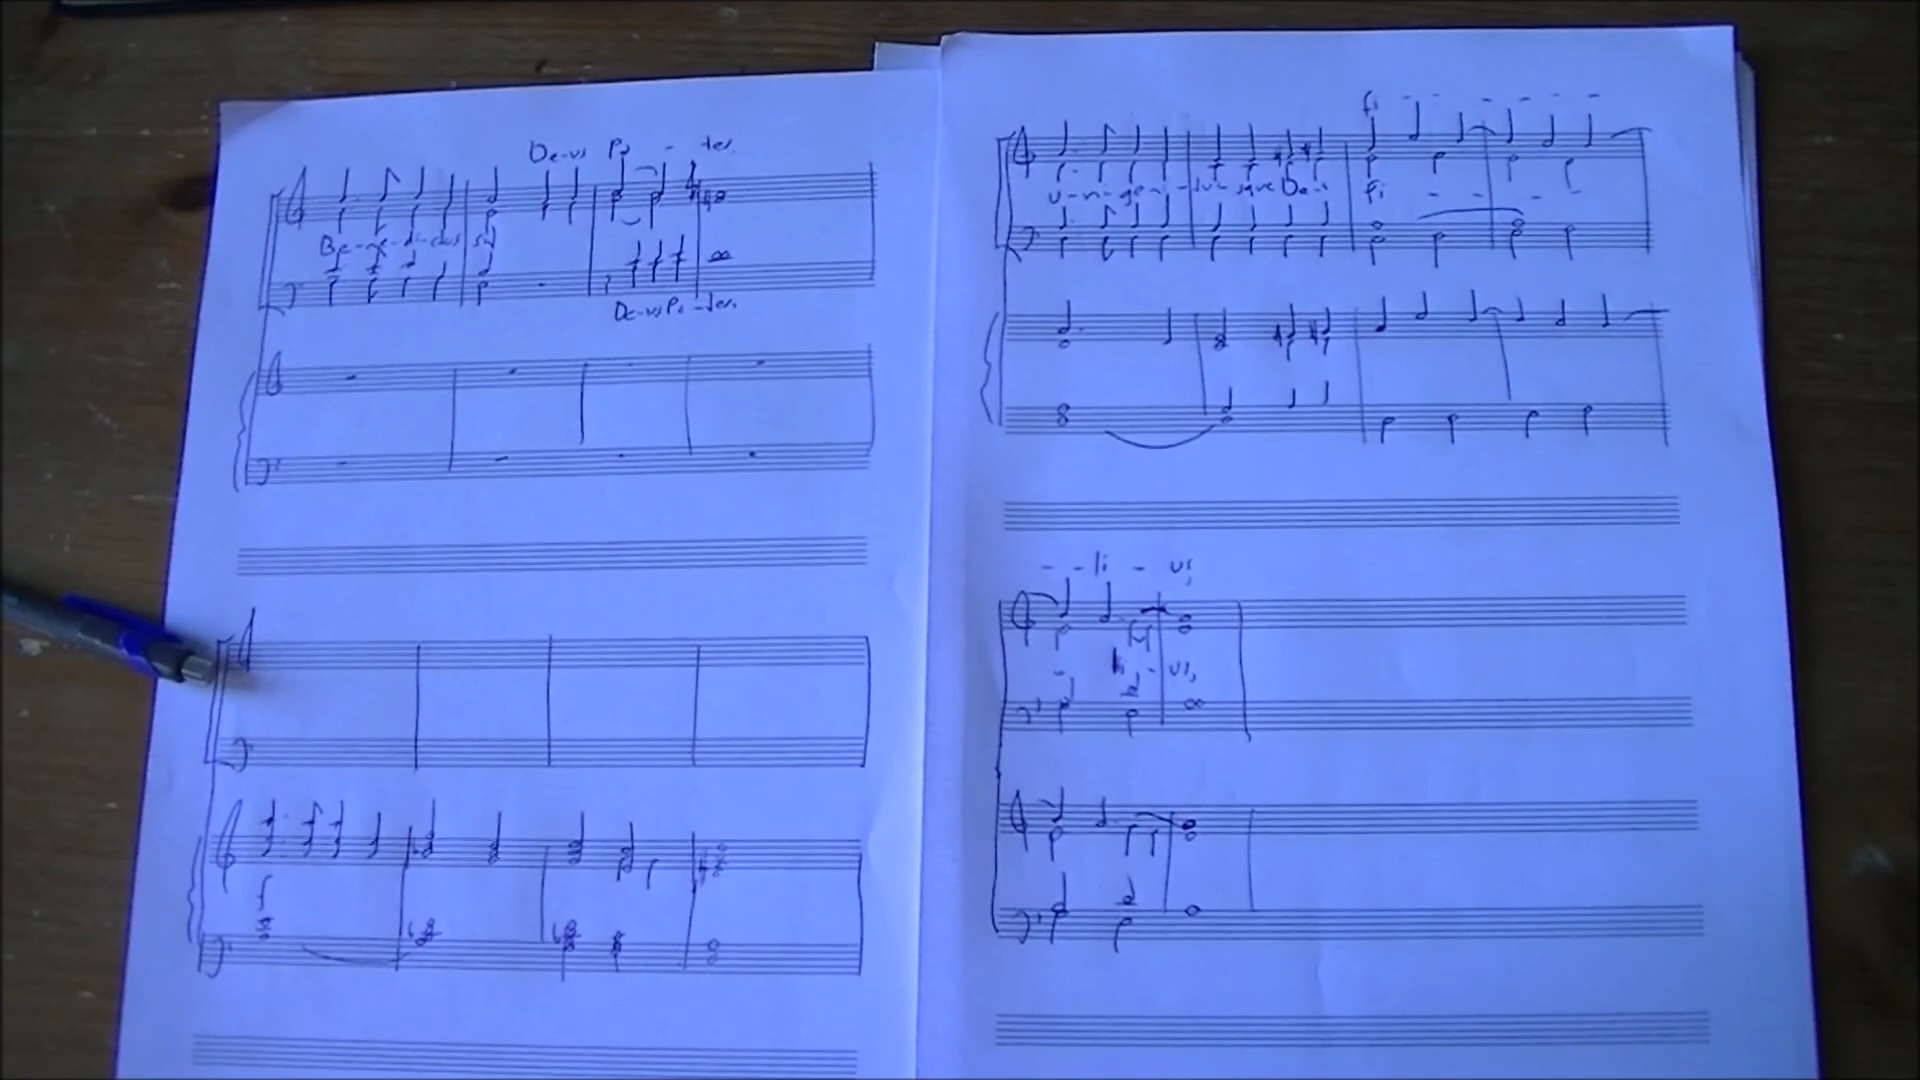 De-us Pa - ter.
Be-ne-di-ctus sit
De-us Pa-ter.
f
fi - - - - - -
u-ni-ge-ni-tus-que De-i fi - - -
- - li - us,
- li - us,